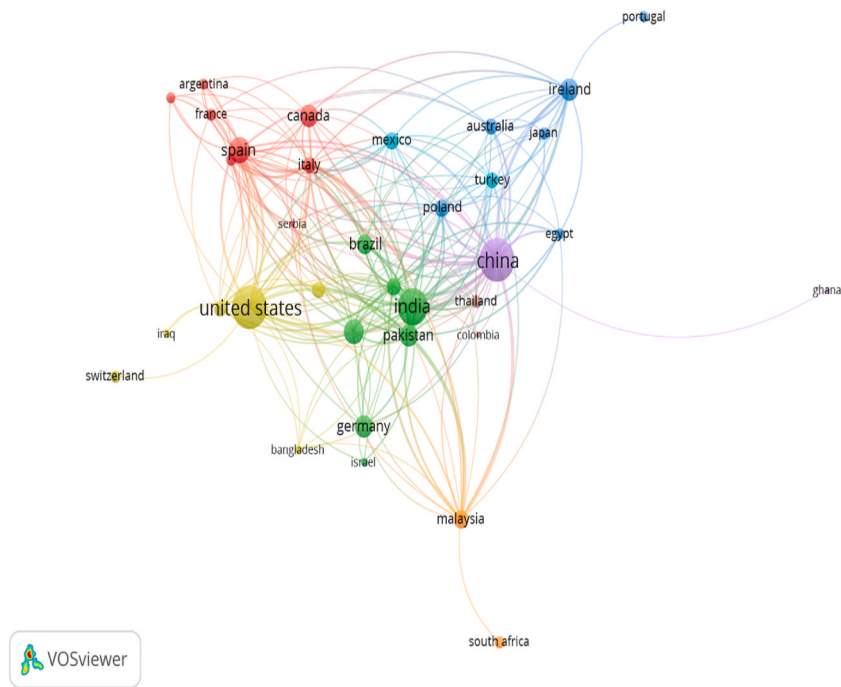 portugal
argentina
ireland
france
canada
australia
japan
mexico
spain
italy
turkey
poland
serbia
egypt
brazil
china
ghana
united states
india
thailand
iraq
pakistan
colombia
switzerland
germany
bangladesh
israel
malaysia
south africa
VOSviewer